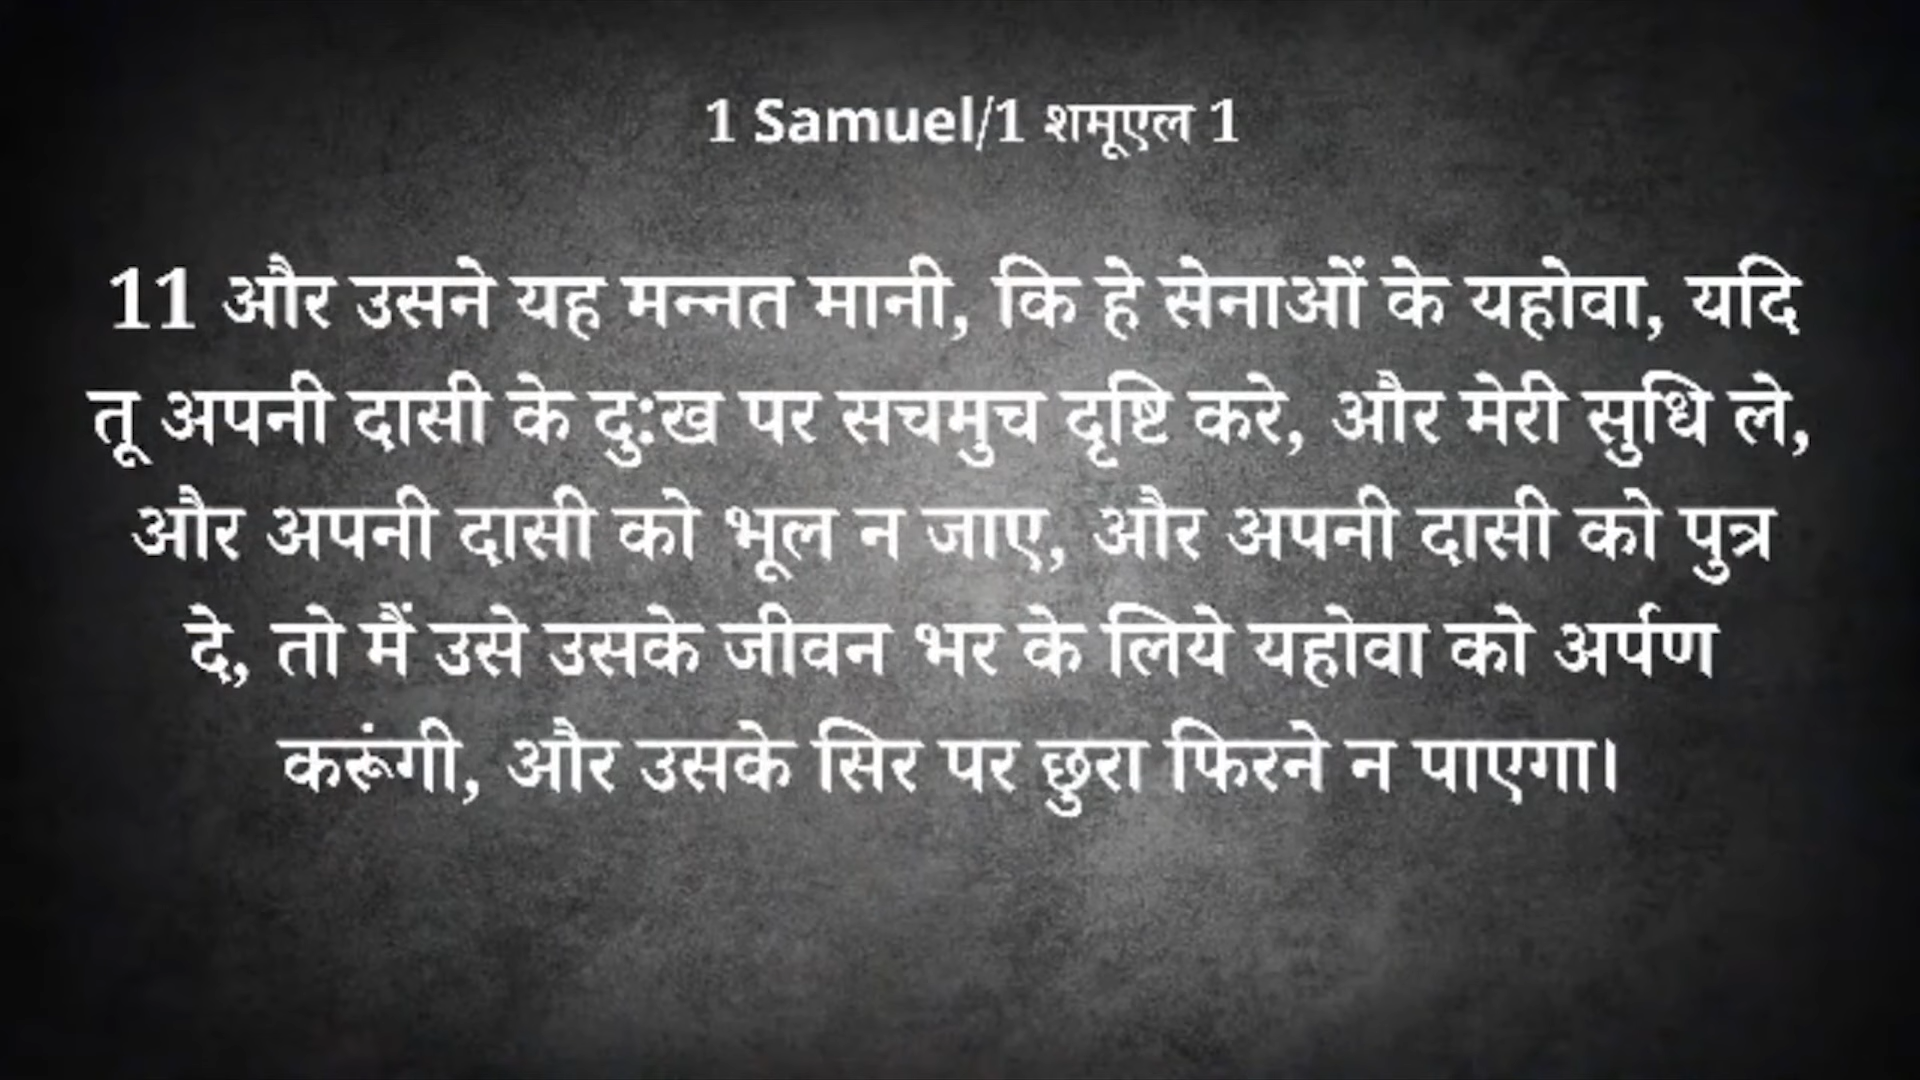 1 Samuel/1 शमूएल 1
11 और उसने यह मन्नत मानी, कि हे सेनाओं के यहोवा, यदि
तू अपनी दासी के दु:ख पर सचमुच दृष्टि करे, और मेरी सुधि ले,
और अपनी दासी को भूल न जाए, और अपनी दासी को पुत्र
दे, तो मैं उसे उसके जीवन भर के लिये यहोवा को अर्पण
करूंगी, और उसके सिर पर छुरा फिरने न पाएगा।